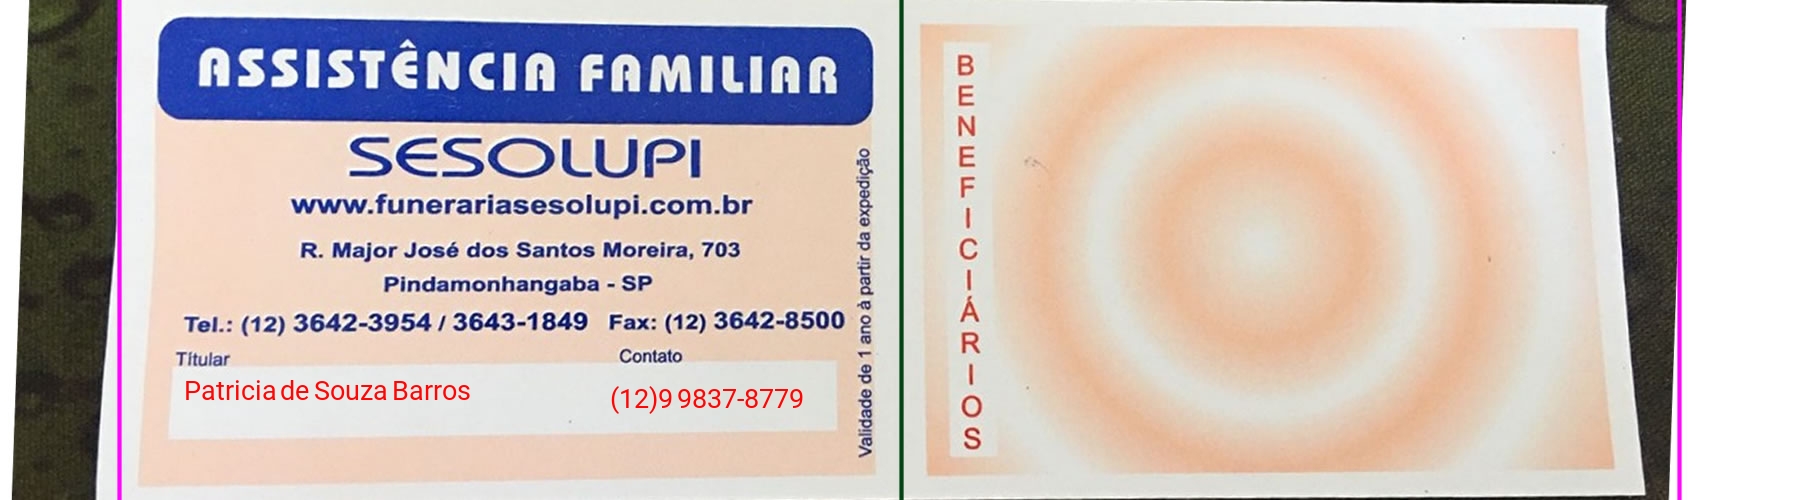 ASSISTÊNCIA FAMILIAR
SESOLUPI
www.funerariasesolupi.com.br
R. Major José dos Santos Moreira, 703
Pindamonhangaba - SP
Tel.: (12) 3642-3954 / 3643-1849 Fax: (12) 3642-8500
Títular Contato
Patricia de Souza Barros (12)9 9837-8779
Validade de 1 ano à partir da expedição
BENEFICIÁRIOS